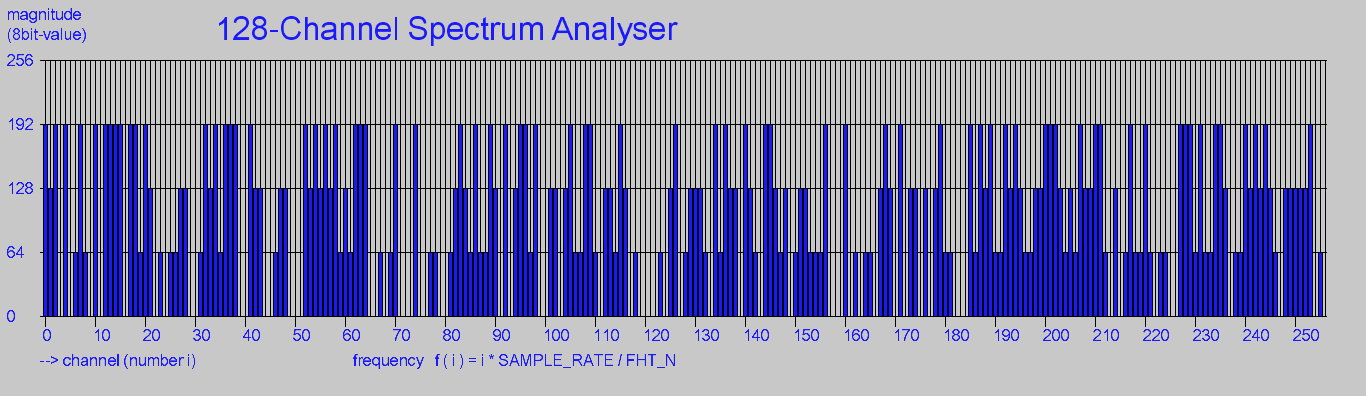 magnitude
(8bit-value)
128-Channel Spectrum Analyser
256
192
128
64
0
0 10 20 30 40 50 60 70 80 90 100 110 120 130 140 150 160 170 180 190 200 210 220 230 240 250
--> channel (number i)
frequency f ( i ) = i * SAMPLE_RATE / FHT_N